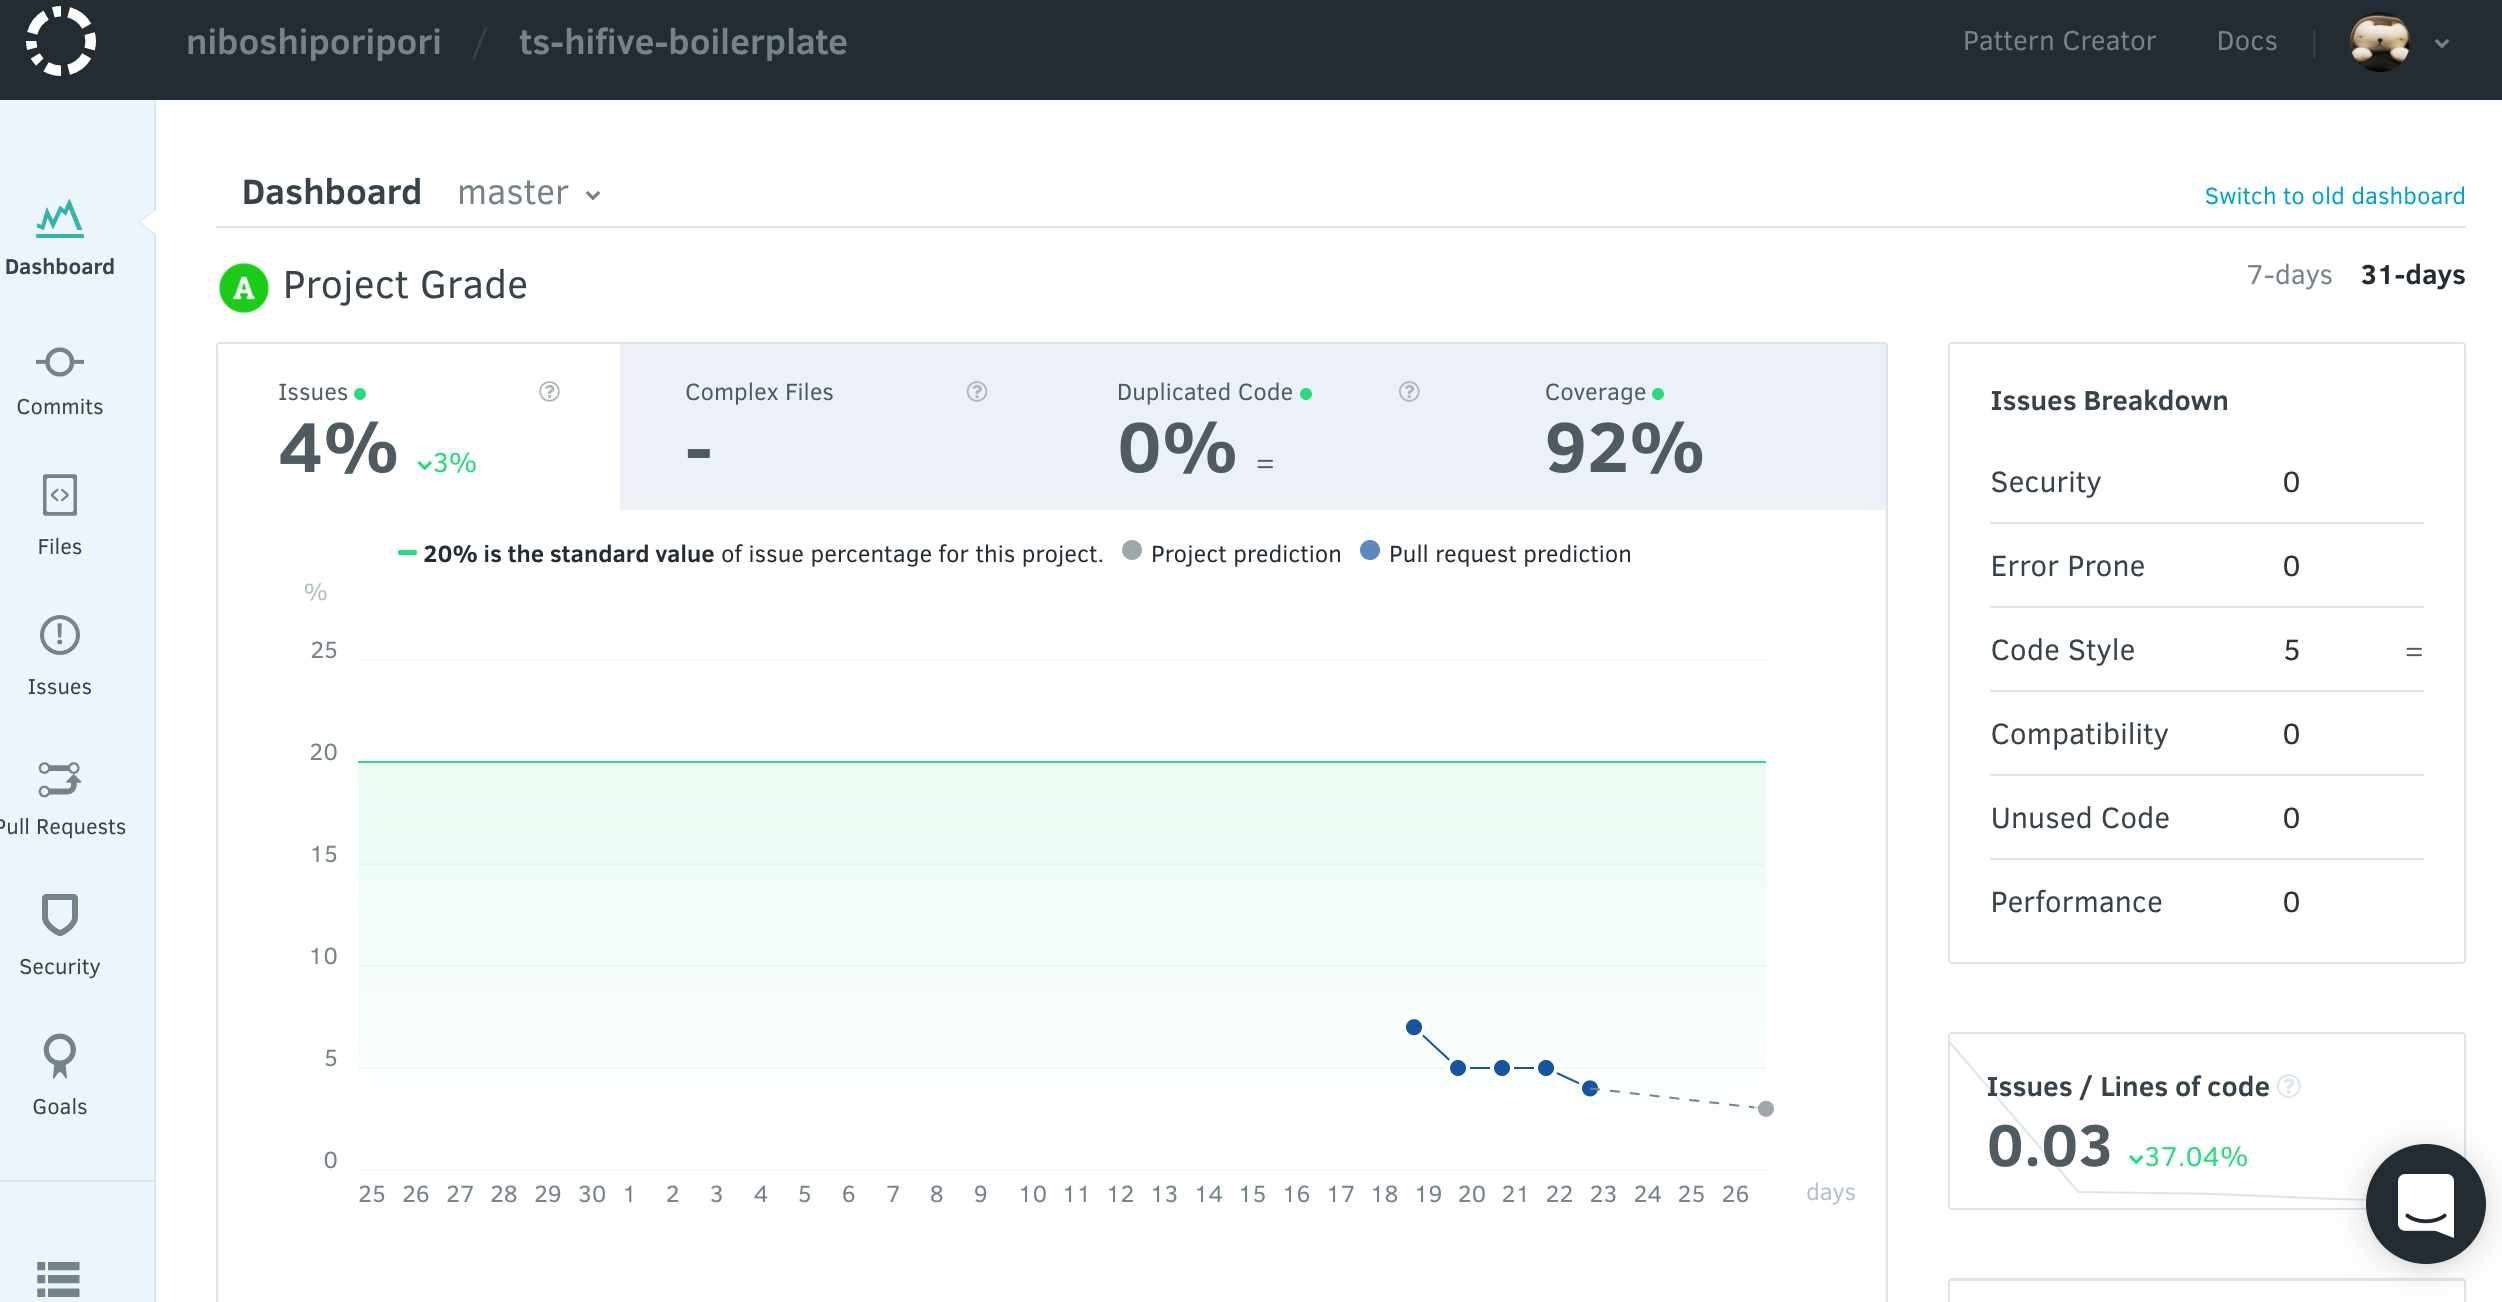 niboshiporipori / ts-hifive-boilerplate
Pattern Creator
Docs
Dashboard
Commits
Files
Issues
Pull Requests
Security
Goals
Dashboard master
Switch to old dashboard
A Project Grade
7-days 31-days
Issues
4% 3%
Complex Files
-
Duplicated Code
0% =
Coverage
92%
20% is the standard value of issue percentage for this project. Project prediction Pull request prediction
%
25
20
15
10
5
0
25 26 27 28 29 30 1 2 3 4 5 6 7 8 9 10 11 12 13 14 15 16 17 18 19 20 21 22 23 24 25 26 days
Issues Breakdown
Security 0
Error Prone 0
Code Style 5 =
Compatibility 0
Unused Code 0
Performance 0
Issues / Lines of code
0.03 37.04%